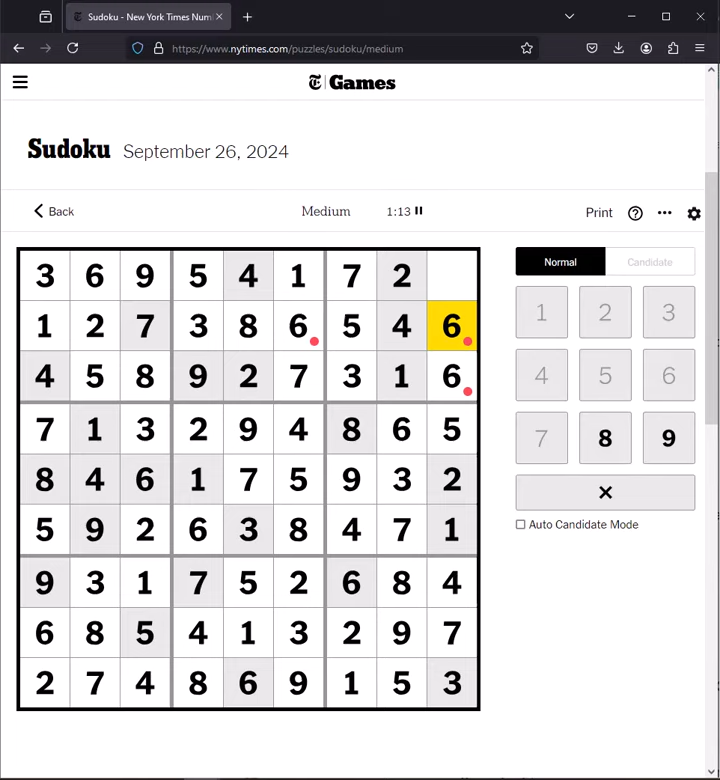 Sudoku - New York Times Num
https://www.nytimes.com/puzzles/sudoku/medium
Games
Sudoku September 26, 2024
Back Medium 1:13 Print
3 6 9 5 4 1 7 2
1 2 7 3 8 6 5 4 6
4 5 8 9 2 7 3 1 6
7 1 3 2 9 4 8 6 5
8 4 6 1 7 5 9 3 2
5 9 2 6 3 8 4 7 1
9 3 1 7 5 2 6 8 4
6 8 5 4 1 3 2 9 7
2 7 4 8 6 9 1 5 3
Normal Candidate
1 2 3
4 5 6
7 8 9
Auto Candidate Mode